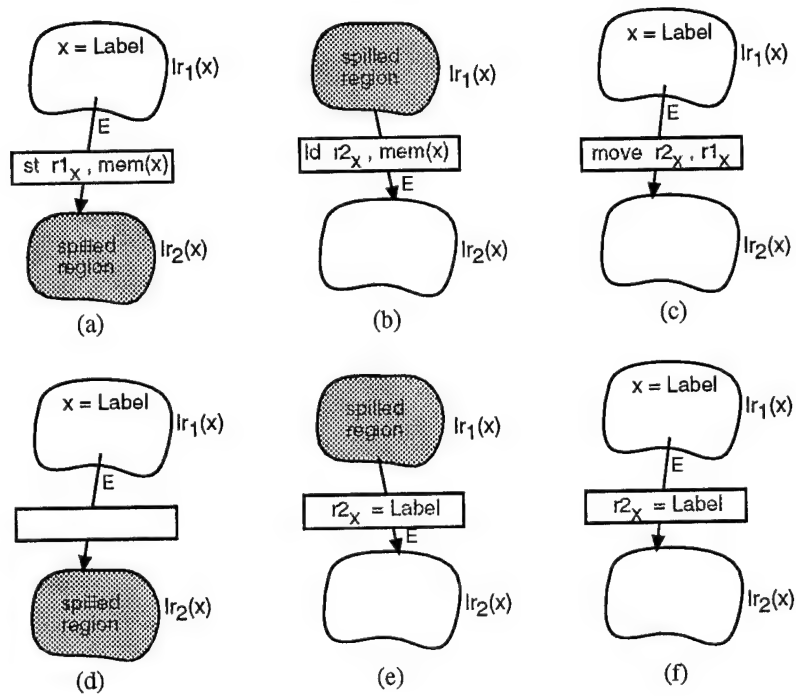 x = Label
lr1(x)
E
st r1x , mem(x)
spilled
region
lr2(x)
(a)
spilled
region
lr1(x)
ld r2x , mem(x)
E
lr2(x)
(b)
x = Label
lr1(x)
E
move r2x , r1x
lr2(x)
(c)
x = Label
lr1(x)
E
spilled
region
lr2(x)
(d)
spilled
region
lr1(x)
r2x = Label
E
lr2(x)
(e)
x = Label
lr1(x)
E
r2x = Label
lr2(x)
(f)